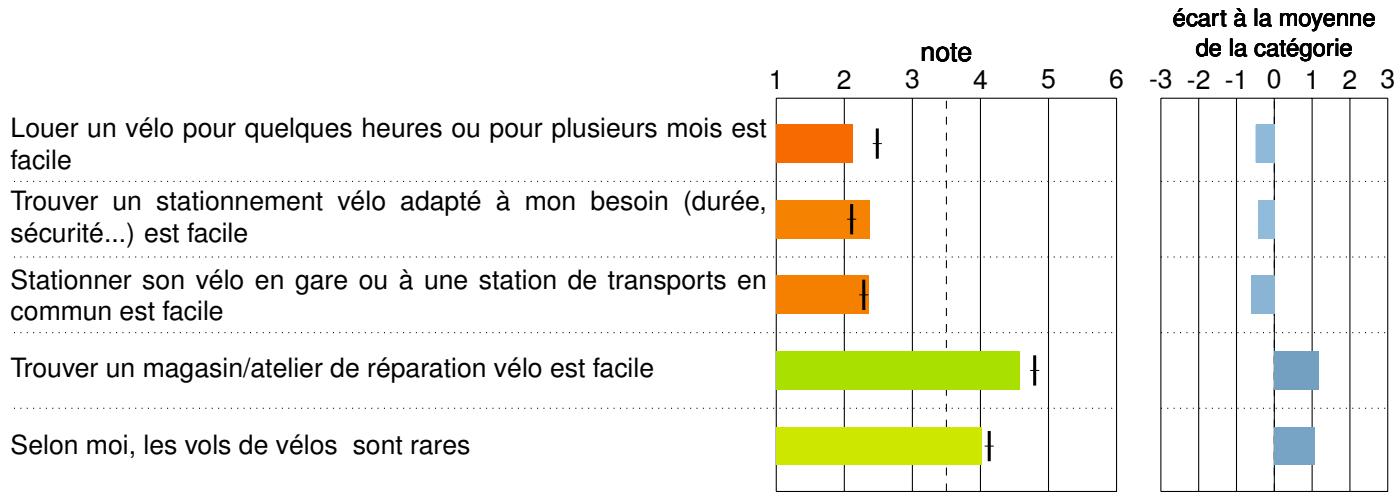 écart à la moyenne
note de la catégorie
1 2 3 4 5 6 -3 -2 -1 0 1 2 3
Louer un vélo pour quelques heures ou pour plusieurs mois est
facile
Trouver un stationnement vélo adapté à mon besoin (durée,
sécurité...) est facile
Stationner son vélo en gare ou à une station de transports en
commun est facile
Trouver un magasin/atelier de réparation vélo est facile
Selon moi, les vols de vélos  sont rares